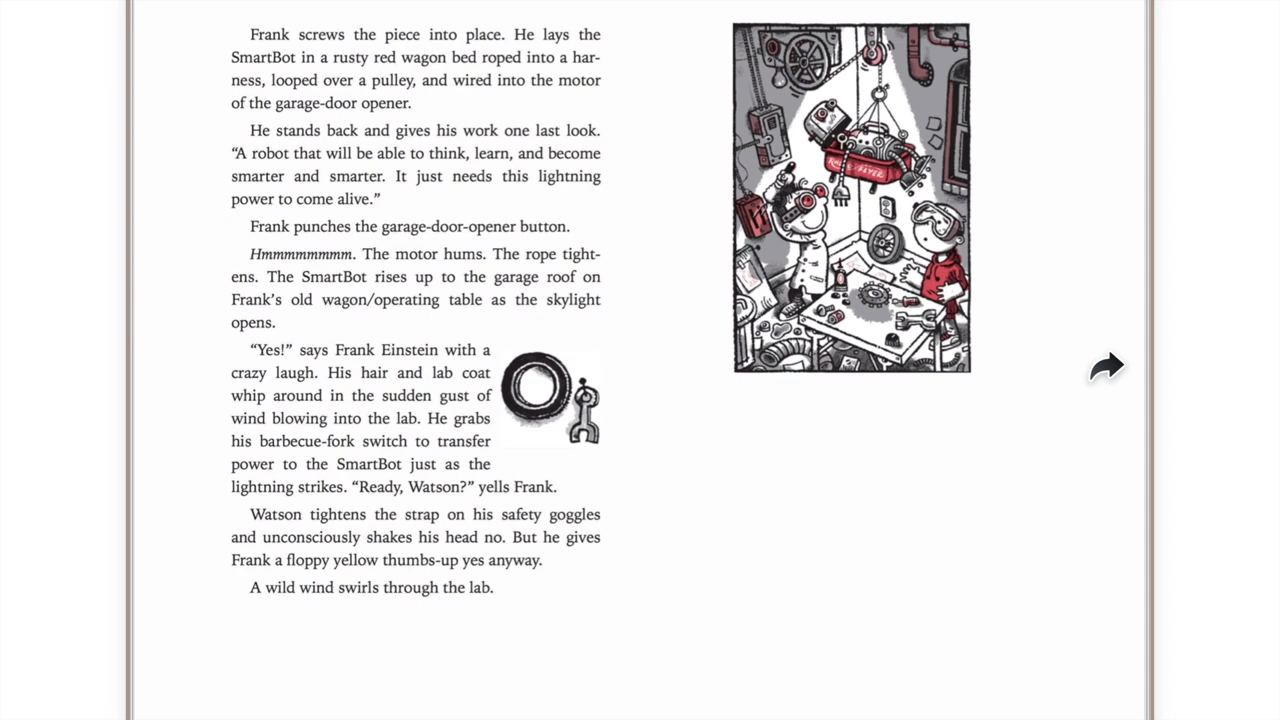 Frank screws the piece into place. He lays the
SmartBot in a rusty red wagon bed roped into a har-
ness, looped over a pulley, and wired into the motor
of the garage-door opener.
He stands back and gives his work one last look.
“A robot that will be able to think, learn, and become
smarter and smarter. It just needs this lightning
power to come alive.”
Frank punches the garage-door-opener button.
Hmmmmmmmm. The motor hums. The rope tight-
ens. The SmartBot rises up to the garage roof on
Frank’s old wagon/operating table as the skylight
opens.
“Yes!” says Frank Einstein with a
crazy laugh. His hair and lab coat
whip around in the sudden gust of
wind blowing into the lab. He grabs
his barbecue-fork switch to transfer
power to the SmartBot just as the
lightning strikes. “Ready, Watson?” yells Frank.
Watson tightens the strap on his safety goggles
and unconsciously shakes his head no. But he gives
Frank a floppy yellow thumbs-up yes anyway.
A wild wind swirls through the lab.